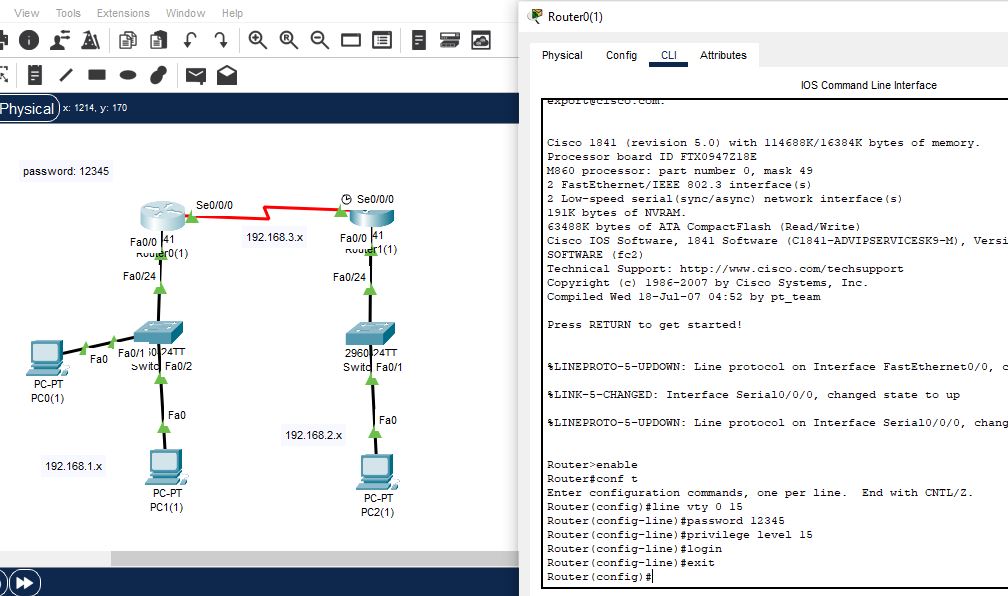 View Tools Extensions Window Help
Physical x: 1214, y: 170
password: 12345
Se0/0/0
Se0/0/0
192.168.3.x
Fa0/0 41
Router0(1)
Fa0/0 41
Router1(1)
Fa0/24
Fa0/24
Fa0
Fa0/1
Fa0/2
2960-24TT
Fa0/1
PC-PT
PC0(1)
Fa0
Fa0
192.168.2.x
192.168.1.x
PC-PT
PC1(1)
PC-PT
PC2(1)
Router0(1)
Physical Config CLI Attributes
IOS Command Line Interface
export@cisco.com.
Cisco 1841 (revision 5.0) with 114688K/16384K bytes of memory.
Processor board ID FTX0947Z18E
M860 processor: part number 0, mask 49
2 FastEthernet/IEEE 802.3 interface(s)
2 Low-speed serial(sync/async) network interface(s)
191K bytes of NVRAM.
63488K bytes of ATA CompactFlash (Read/Write)
Cisco IOS Software, 1841 Software (C1841-ADVIPSERVICESK9-M), Versi
SOFTWARE (fc2)
Technical Support: http://www.cisco.com/techsupport
Copyright (c) 1986-2007 by Cisco Systems, Inc.
Compiled Wed 18-Jul-07 04:52 by pt_team
Press RETURN to get started!
%LINEPROTO-5-UPDOWN: Line protocol on Interface FastEthernet0/0, c
%LINK-5-CHANGED: Interface Serial0/0/0, changed state to up
%LINEPROTO-5-UPDOWN: Line protocol on Interface Serial0/0/0, chang
Router>enable
Router#conf t
Enter configuration commands, one per line. End with CNTL/Z.
Router(config)#line vty 0 15
Router(config-line)#password 12345
Router(config-line)#privilege level 15
Router(config-line)#login
Router(config-line)#exit
Router(config)#